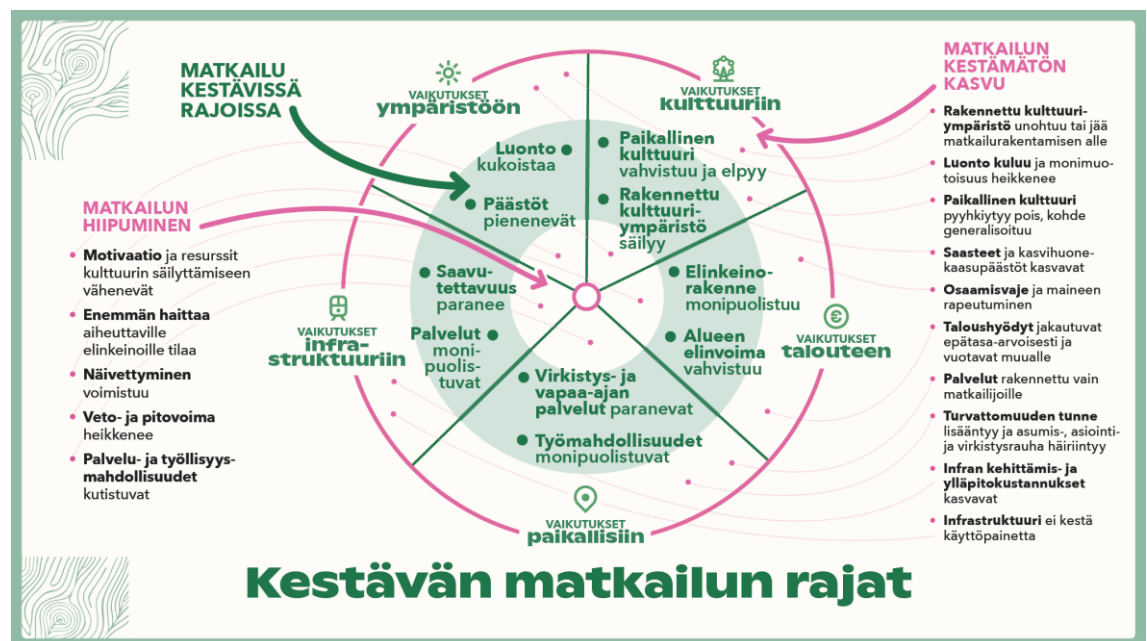 MATKAILU
KESTÄVISSÄ
RAJOISSA
VAIKUTUKSET
ympäristöön
VAIKUTUKSET
kulttuuriin
MATKAILUN
KESTÄMÄTÖN
KASVU
Luonto
kukoistaa
Päästöt
pienenevät
Paikallinen
kulttuuri
vahvistuu ja elpyy
Rakennettu
kulttuuri-
ympäristö
säilyy
MATKAILUN
HIIPUMINEN
• Motivaatio ja resurssit
kulttuurin säilyttämiseen
vähenevät
• Enemmän haittaa
aiheuttaville
elinkeinoille tilaa
• Näivettyminen
voimistuu
• Veto- ja pitovoima
heikkenee
• Palvelu- ja työllisyys-
mahdollisuudet
kutistuvat
VAIKUTUKSET
infra-
struktuuriin
Saavu-
tettavuus
paranee
Palvelut
moni-
puolis-
tuvat
Elinkeino-
rakenne
monipuolistuu
Alueen
elinvoima
vahvistuu
VAIKUTUKSET
talouteen
Virkistys- ja
vapaa-ajan
palvelut paranevat
Työmahdollisuudet
monipuolistuvat
VAIKUTUKSET
paikallisiin
• Rakennettu kulttuuri-
ympäristö unohtuu tai jää
matkailurakentamisen alle
• Luonto kuluu ja monimuo-
toisuus heikkenee
• Paikallinen kulttuuri
pyyhkiytyy pois, kohde
generalisoituu
• Saasteet ja kasvihuone-
kaasupäästöt kasvavat
• Osaamisvaje ja maineen
rapeutuminen
• Taloushyödyt jakautuvat
epätasa-arvoisesti ja
vuotavat muualle
• Palvelut rakennettu vain
matkailijoille
• Turvattomuuden tunne
lisääntyy ja asumis-, asiointi-
ja virkistysrauha häiriintyy
• Infran kehittämis- ja
ylläpitokustannukset
kasvavat
• Infrastruktuuri ei kestä
käyttöpainetta
Kestävän matkailun rajat